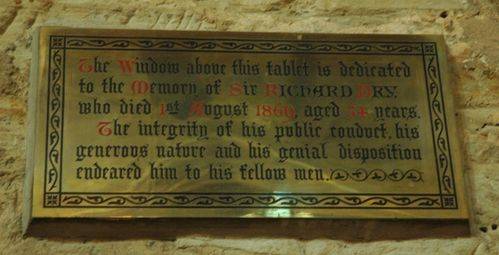 The Window above this tablet is dedicated
to the Memory of Sir RICHARD DRY.
who died 1st August 1869, aged 54 years.
The integrity of his public conduct, his
generous nature and his genial disposition
endeared him to his fellow men.